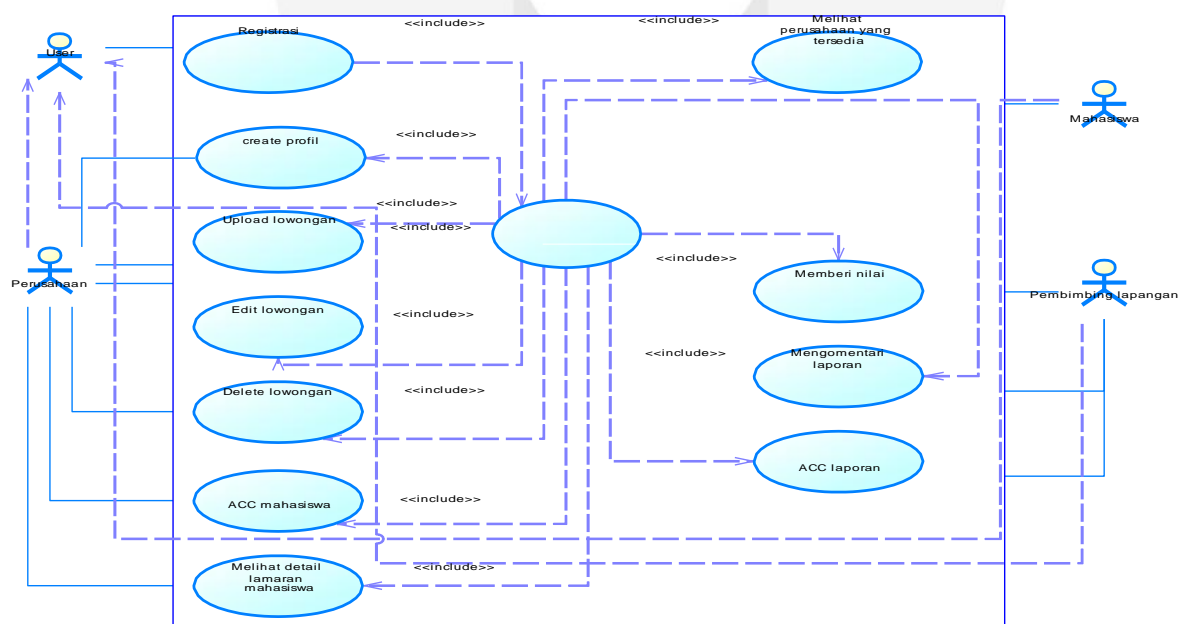 <<include>>
<<include>>
Registrasi
Melihat
perusahaan yang
tersedia
User
Mahasiswa
<<include>>
create profil
<<include>>
Upload lowongan
<<include>>
<<include>>
Memberi nilai
Perusahaan
Pembimbing lapangan
Edit lowongan
<<include>>
<<include>>
Mengomentari
laporan
Delete lowongan
<<include>>
ACC laporan
<<include>>
ACC mahasiswa
<<include>>
Melihat detail
lamaran
mahasiswa